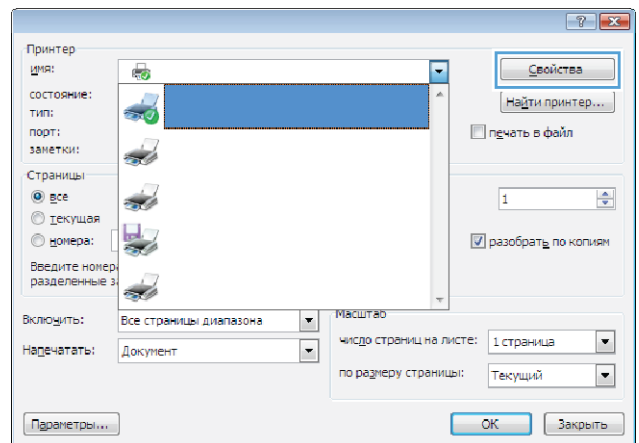 Принтер
имя:
Свойства
состояние:
Найти принтер...
тип:
порт:
печать в файл
заметки:
Страницы
все
1
текущая
номера:
разобрать по копиям
Введите
разделенные
Включить:
Все страницы диапазона
Масштаб
число страниц на листе:
1 страница
Напечатать:
Документ
по размеру страницы:
Текущий
Параметры...
ОК
Закрыть